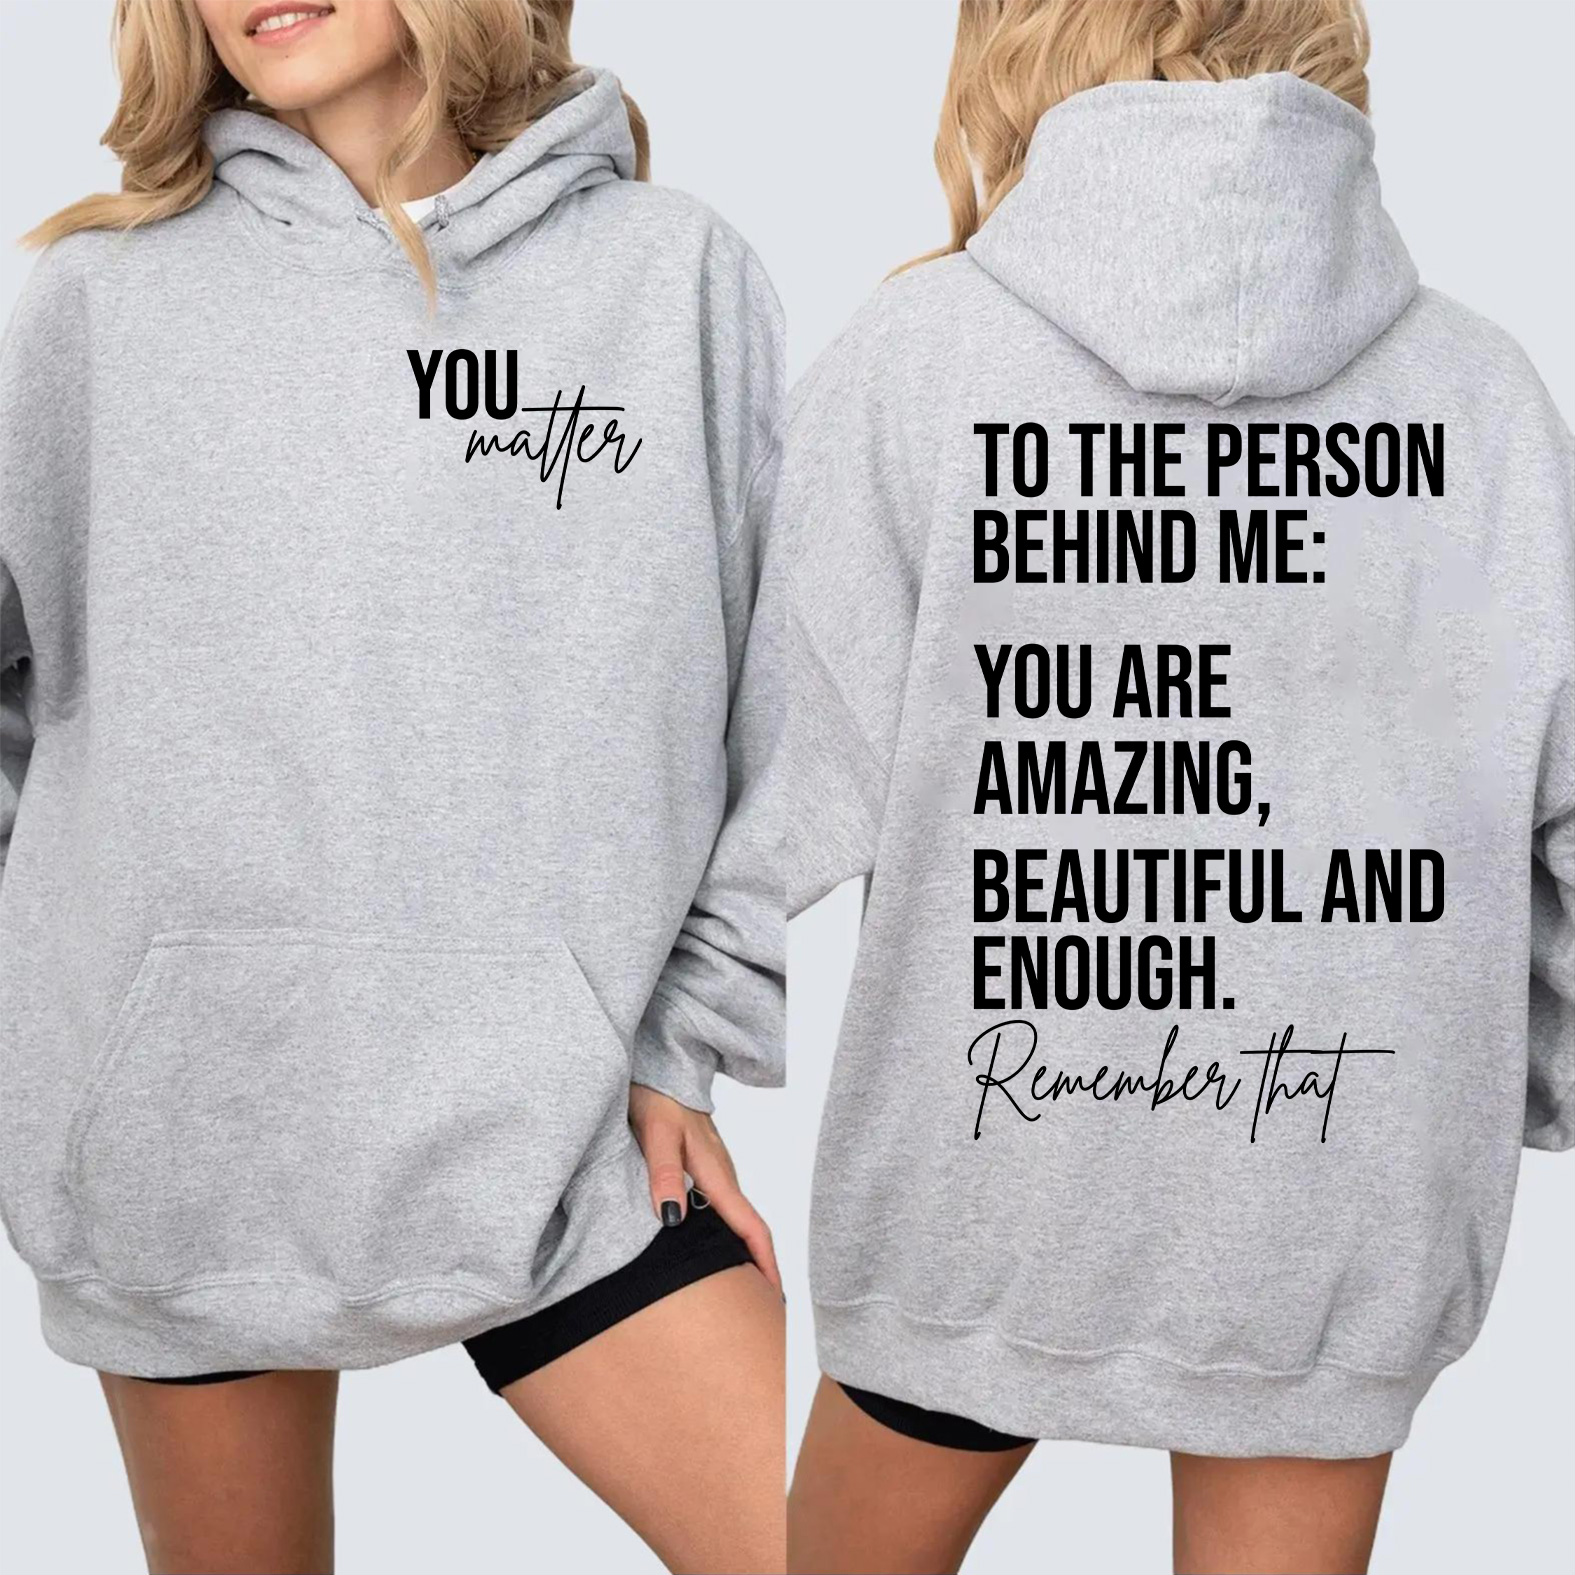 YOU
matter
TO THE PERSON
BEHIND ME:
YOU ARE
AMAZING,
BEAUTIFUL AND
ENOUGH.
Remember that